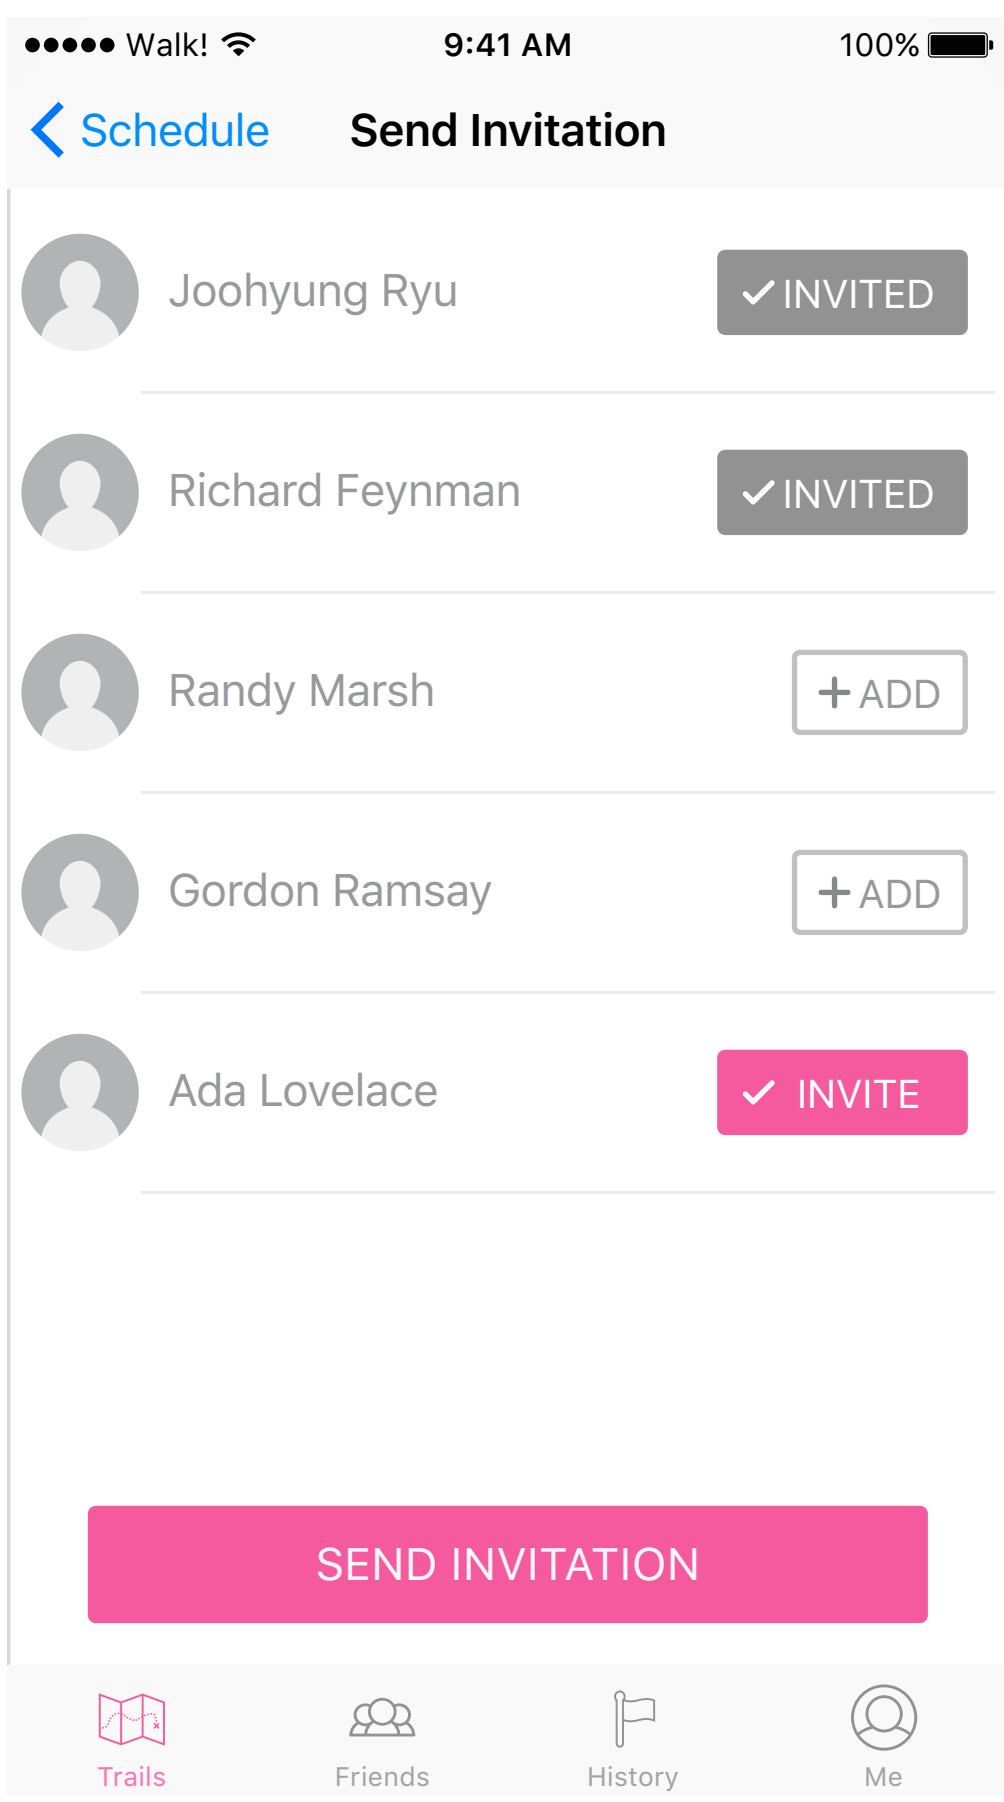 Walk! 9:41 AM 100%
Schedule Send Invitation
Joohyung Ryu INVITED
Richard Feynman INVITED
Randy Marsh + ADD
Gordon Ramsay + ADD
Ada Lovelace INVITE
SEND INVITATION
Trails Friends History Me